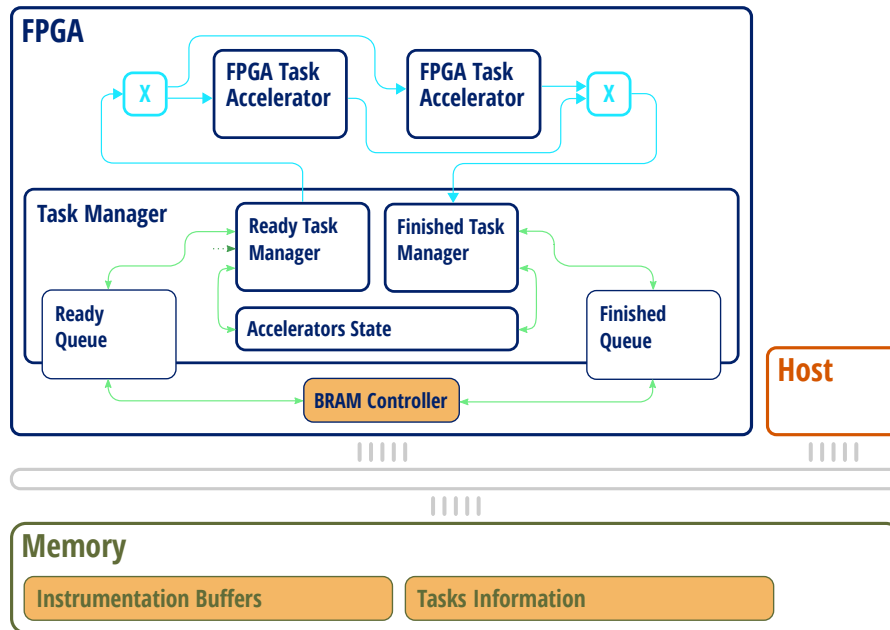 FPGA
FPGA Task
Accelerator
FPGA Task
Accelerator
X
X
Task Manager
Ready Task
Manager
Finished Task
Manager
Ready
Queue
Accelerators State
Finished
Queue
BRAM Controller
Host
Memory
Instrumentation Buffers
Tasks Information